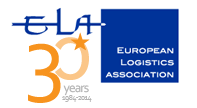 ELA
30
years
1984-2014
EUROPEAN
LOGISTICS
ASSOCIATION